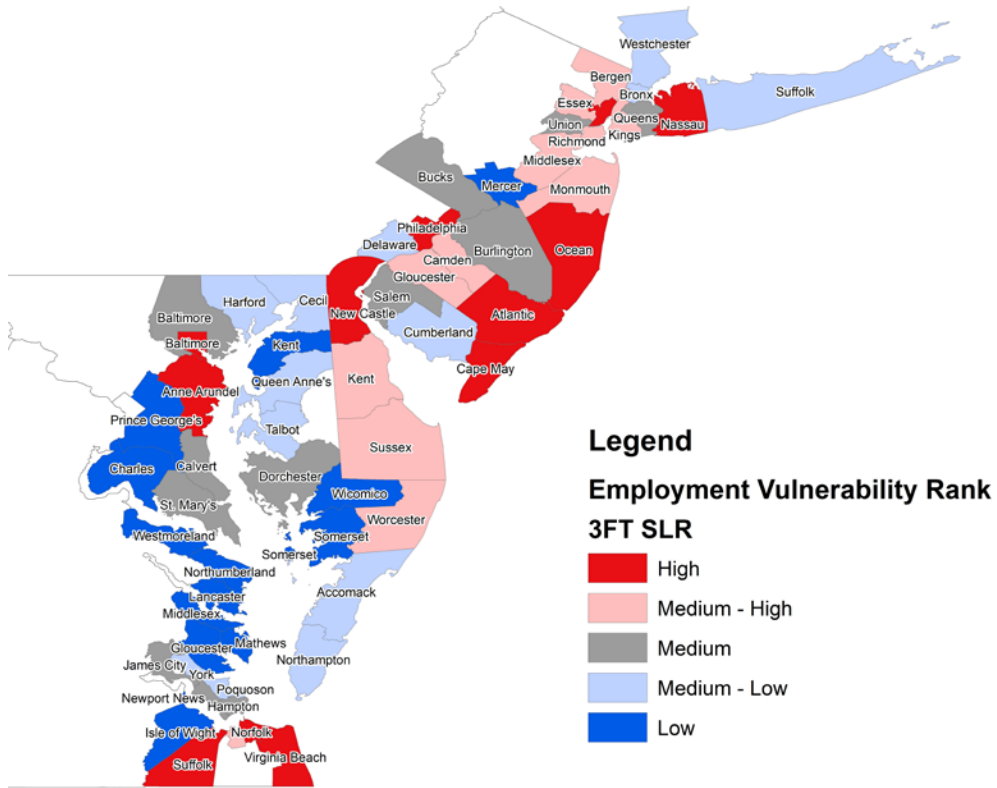 Westchester
Bergen
Suffolk
Bronx
Essex
Queens
Union
Nassau
Kings
Richmond
Middlesex
Bucks
Mercer
Monmouth
Philadelphia
Delaware
Burlington
Ocean
Camden
Gloucester
Salem
Harford
Cecil
New Castle
Atlantic
Baltimore
Cumberland
Baltimore
Kent
Cape May
Queen Anne's
Kent
Anne Arundel
Prince George's
Talbot
Sussex
Calvert
Charles
Dorchester
Wicomico
St. Mary's
Worcester
Westmoreland
Somerset
Somerset
Northumberland
Accomack
Lancaster
Middlesex
Mathews
Gloucester
Northampton
James City
York
Poquoson
Newport News
Hampton
Isle of Wight
Norfolk
Virginia Beach
Suffolk
Legend
Employment Vulnerability Rank
3FT SLR
High
Medium - High
Medium
Medium - Low
Low